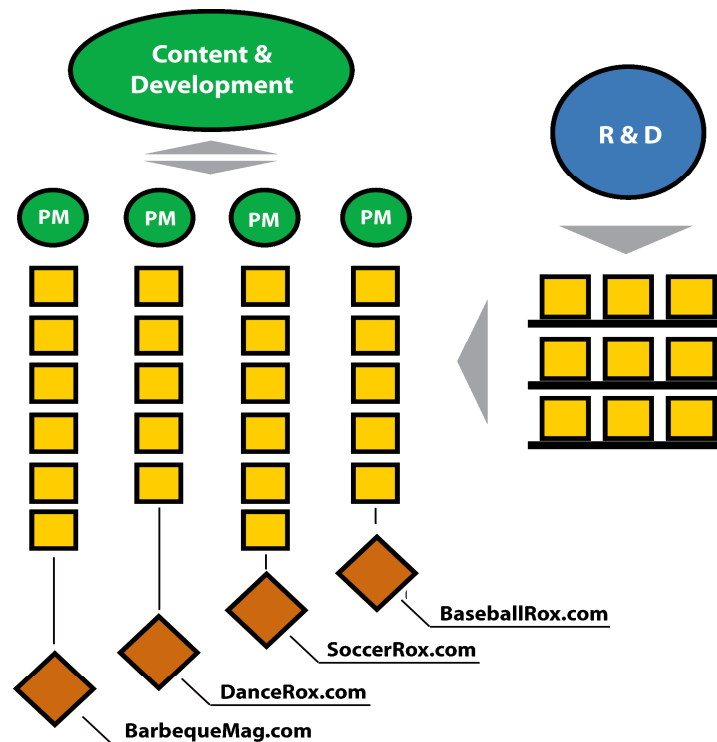 Content &
Development
R & D
PM
PM
PM
PM
BaseballRox.com
SoccerRox.com
DanceRox.com
BarbequeMag.com